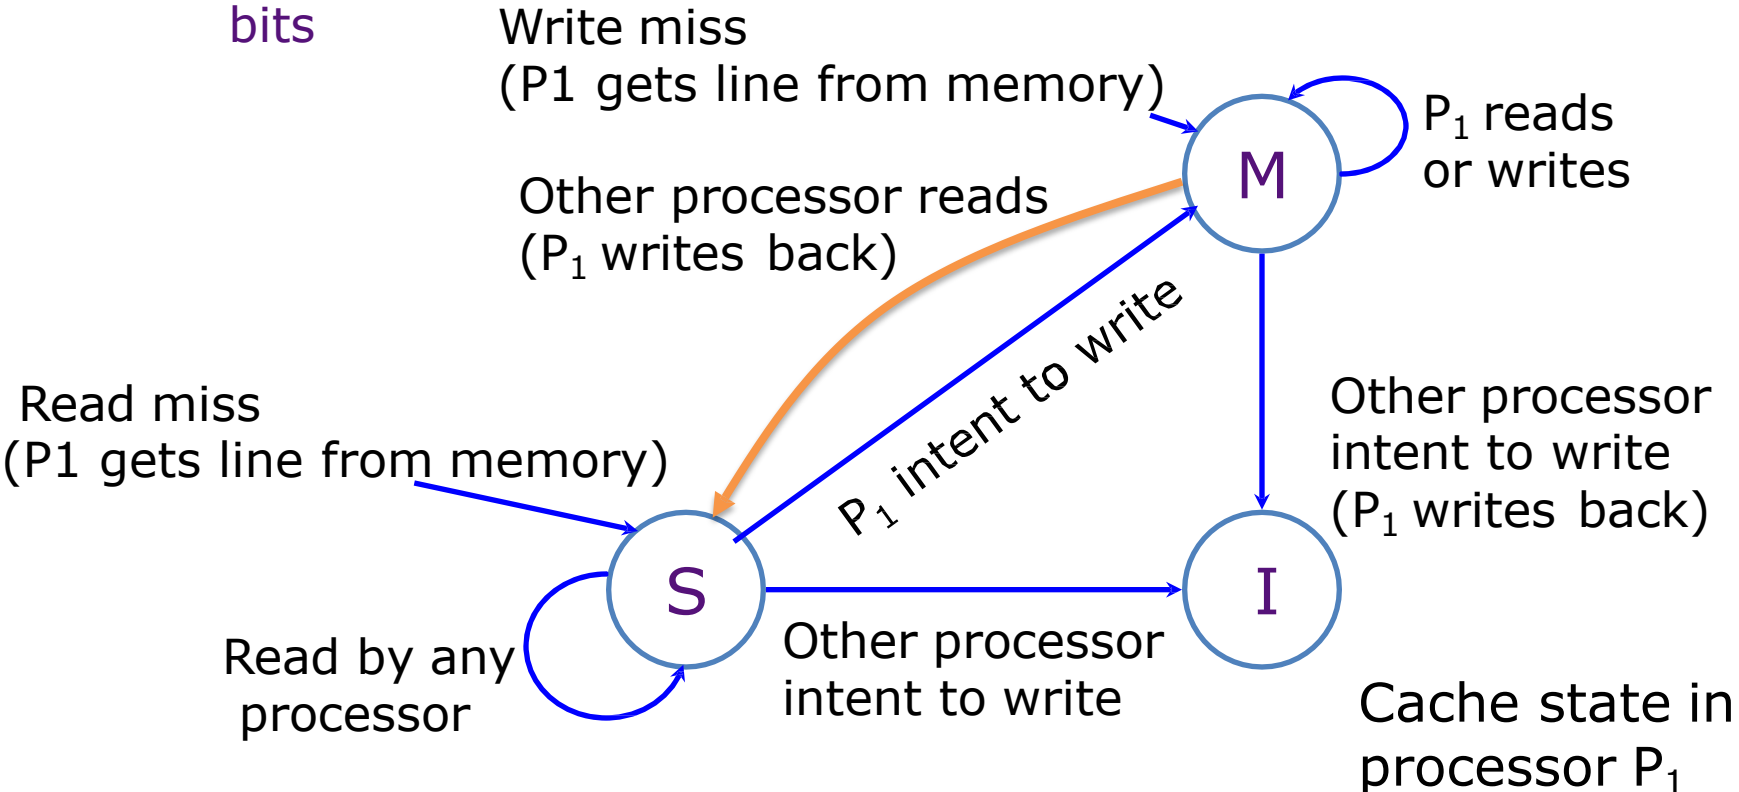 bits
Write miss
(P1 gets line from memory)
P₁ reads
or writes
M
Other processor reads
(P₁ writes back)
P₁ intent to write
Read miss
(P1 gets line from memory)
Other processor
intent to write
(P₁ writes back)
S
I
Read by any
processor
Other processor
intent to write
Cache state in
processor P₁